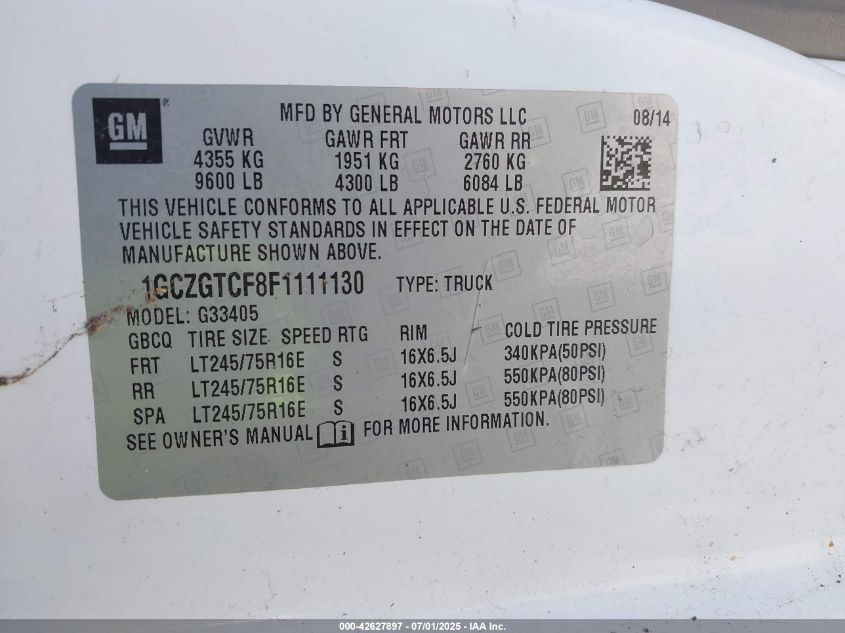 GM ®
MFD BY GENERAL MOTORS LLC 08/14
GVWR GAWR FRT GAWR RR
4355 KG 1951 KG 2760 KG
9600 LB 4300 LB 6084 LB
THIS VEHICLE CONFORMS TO ALL APPLICABLE U.S. FEDERAL MOTOR
VEHICLE SAFETY STANDARDS IN EFFECT ON THE DATE OF
MANUFACTURE SHOWN ABOVE.
1GCZGTCF8F1111130 TYPE: TRUCK
MODEL: G33405
GBCQ TIRE SIZE SPEED RTG RIM COLD TIRE PRESSURE
FRT LT245/75R16E S 16X6.5J 340KPA(50PSI)
RR LT245/75R16E S 16X6.5J 550KPA(80PSI)
SPA LT245/75R16E S 16X6.5J 550KPA(80PSI)
SEE OWNER'S MANUAL FOR MORE INFORMATION.
000-42627897 - 07/01/2025 - IAA Inc.